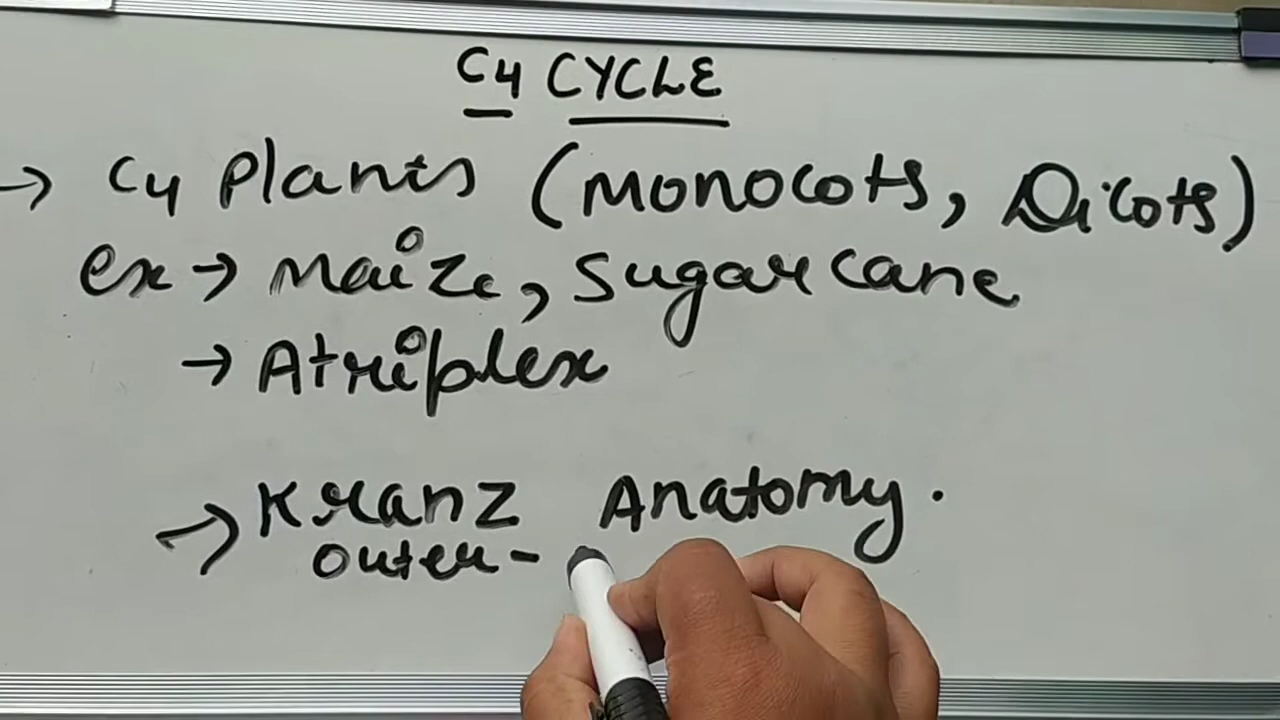 C4 CYCLE
→ C4 Plants (Monocots, Dicots)
ex → Maize, Sugarcane
→ Atriplex
→ Kranz Anatomy.
outer -